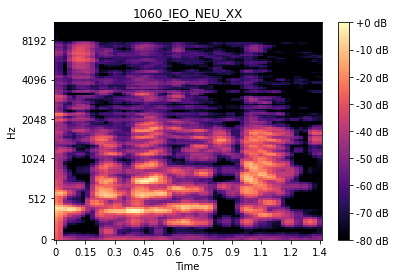 1060_IEO_NEU_XX
Hz
8192
4096
2048
1024
512
0
0 0.15 0.3 0.45 0.6 0.75 0.9 1.1 1.2 1.4
Time
+0 dB
-10 dB
-20 dB
-30 dB
-40 dB
-50 dB
-60 dB
-70 dB
-80 dB